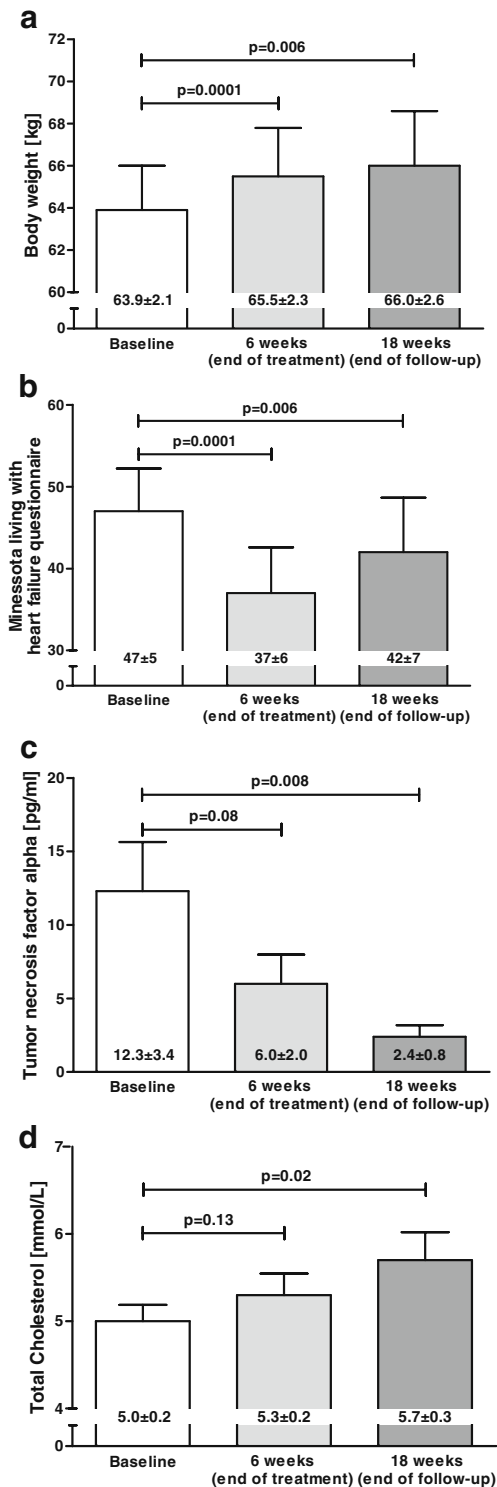 a
Body weight [kg]
72
70
68
66
64
62
60
0
p=0.006
p=0.0001
63.9±2.1
65.5±2.3
66.0±2.6
Baseline
6 weeks
(end of treatment)
18 weeks
(end of follow-up)
b
Minessota living with
heart failure questionnaire
60
50
40
30
0
p=0.006
p=0.0001
47±5
37±6
42±7
Baseline
6 weeks
(end of treatment)
18 weeks
(end of follow-up)
c
Tumor necrosis factor alpha [pg/ml]
20
15
10
5
0
p=0.008
p=0.08
12.3±3.4
6.0±2.0
2.4±0.8
Baseline
6 weeks
(end of treatment)
18 weeks
(end of follow-up)
d
Total Cholesterol [mmol/L]
7
6
5
4
0
p=0.02
p=0.13
5.0±0.2
5.3±0.2
5.7±0.3
Baseline
6 weeks
(end of treatment)
18 weeks
(end of follow-up)